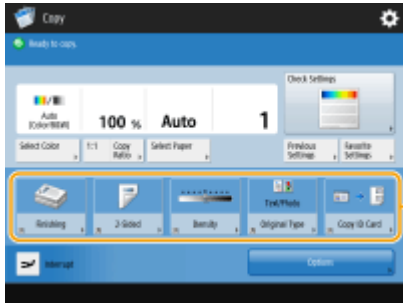 Copy
Ready to copy.
Check Settings
Auto
[Color/B&W]
100 %
Auto
1
Select Color
1:1
Copy
Ratio
Select Paper
Previous
Settings
Favorite
Settings
Text/Photo
Finishing
2-Sided
Density
Original Type
Copy ID Card
Interrupt
Options